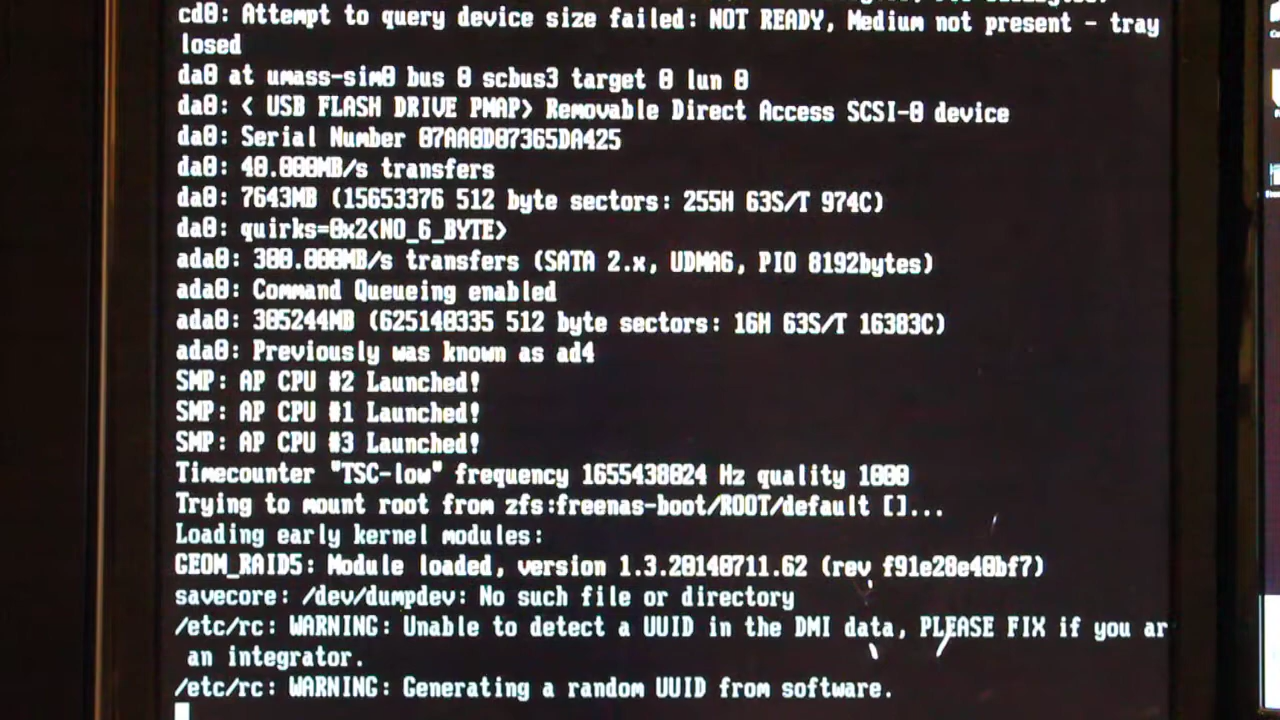 cd0: Attempt to query device size failed: NOT READY, Medium not present - tray
losed
da0 at umass-sim0 bus 0 scbus3 target 0 lun 0
da0: < USB FLASH DRIVE PMAP> Removable Direct Access SCSI-0 device
da0: Serial Number 07AA0D07365DA425
da0: 40.000MB/s transfers
da0: 7643MB (15653376 512 byte sectors: 255H 63S/T 974C)
da0: quirks=0x2<NO_6_BYTE>
ada0: 300.000MB/s transfers (SATA 2.x, UDMA6, PIO 8192bytes)
ada0: Command Queueing enabled
ada0: 305244MB (625140335 512 byte sectors: 16H 63S/T 16383C)
ada0: Previously was known as ad4
SMP: AP CPU #2 Launched!
SMP: AP CPU #1 Launched!
SMP: AP CPU #3 Launched!
Timecounter "TSC-low" frequency 1655430024 Hz quality 1000
Trying to mount root from zfs:freenas-boot/ROOT/default []...
Loading early kernel modules:
GEOM_RAID5: Module loaded, version 1.3.20140711.62 (rev f91e28e40bf7)
savecore: /dev/dumpdev: No such file or directory
/etc/rc: WARNING: Unable to detect a UUID in the DMI data, PLEASE FIX if you ar
an integrator.
/etc/rc: WARNING: Generating a random UUID from software.